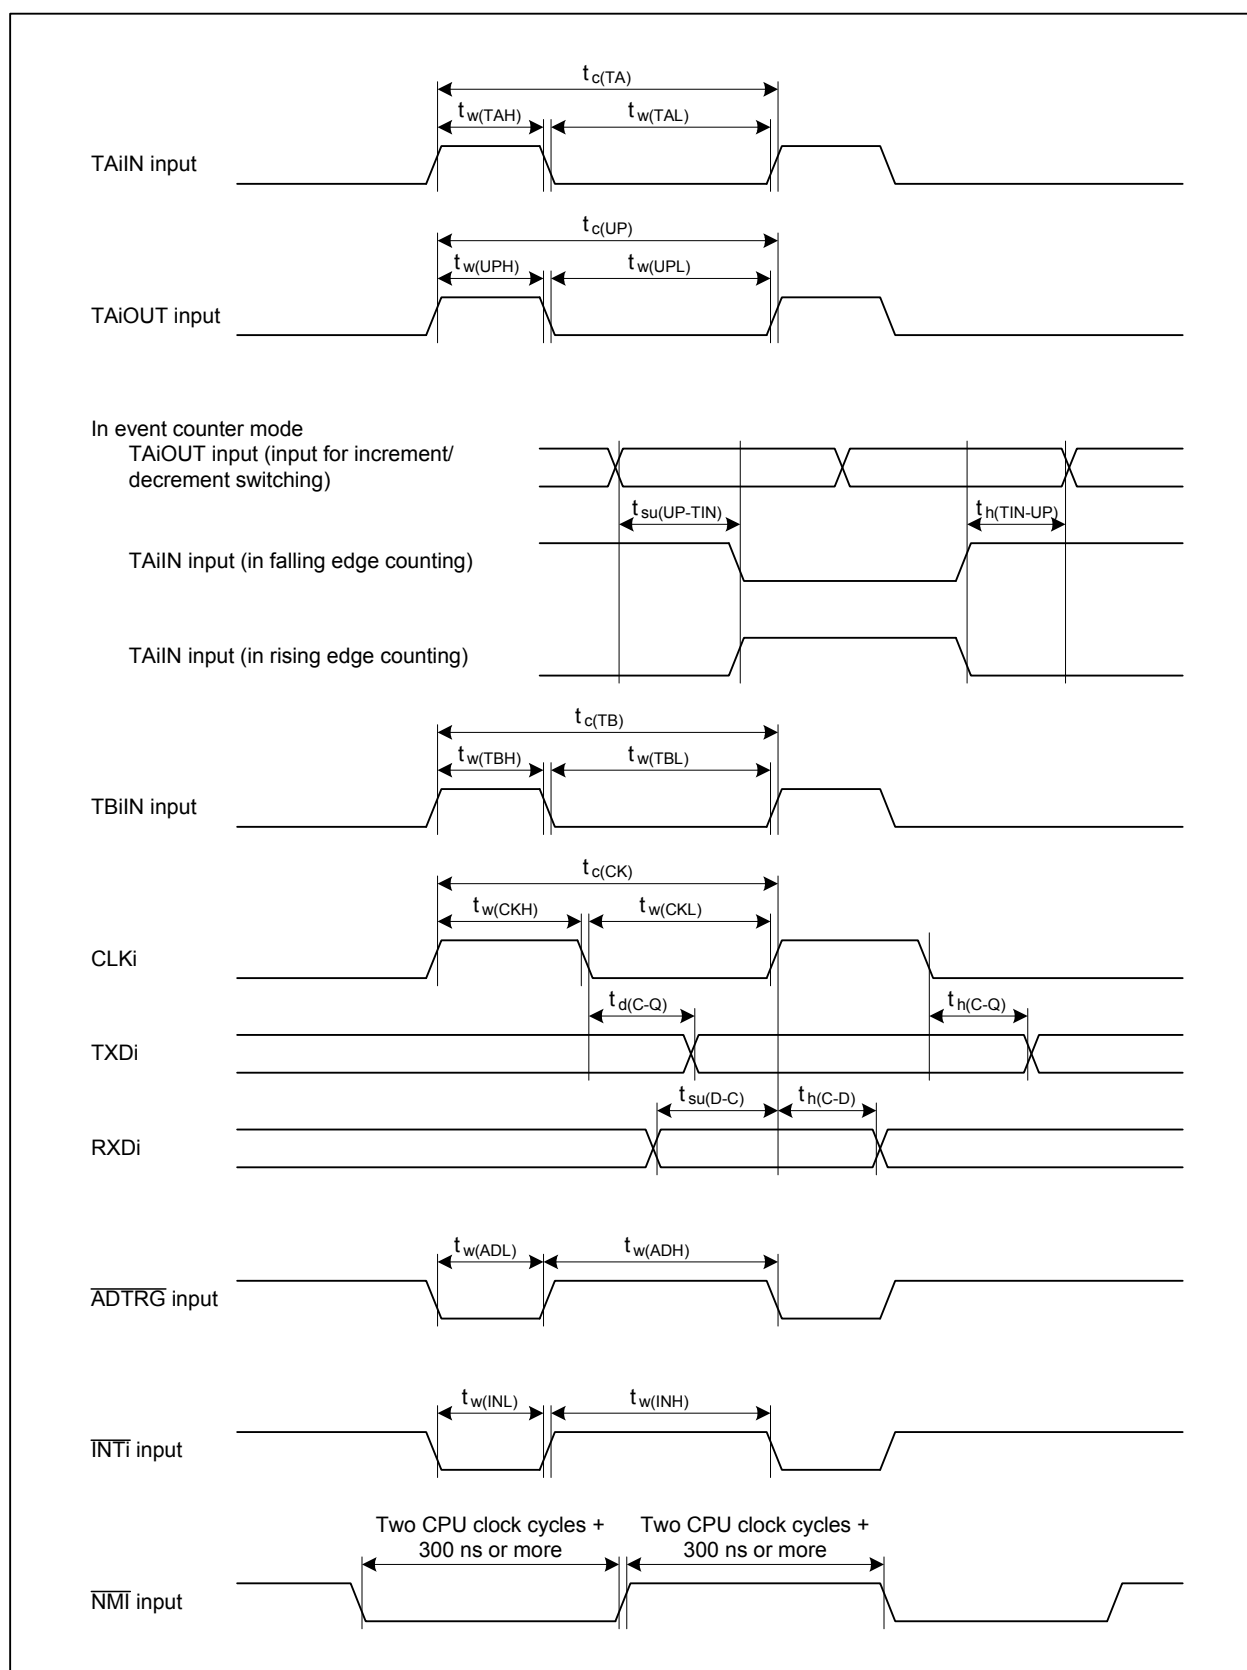 tc(TA)
tw(TAH) tw(TAL)
TAiIN input
tc(UP)
tw(UPH) tw(UPL)
TAiOUT input
In event counter mode
TAiOUT input (input for increment/
decrement switching)
tsu(UP-TIN) th(TIN-UP)
TAiIN input (in falling edge counting)
TAiIN input (in rising edge counting)
tc(TB)
tw(TBH) tw(TBL)
TBiIN input
tc(CK)
tw(CKH) tw(CKL)
CLKi
td(C-Q) th(C-Q)
TXDi
tsu(D-C) th(C-D)
RXDi
tw(ADL) tw(ADH)
ADTRG input
tw(INL) tw(INH)
INTi input
Two CPU clock cycles + Two CPU clock cycles +
300 ns or more 300 ns or more
NMI input